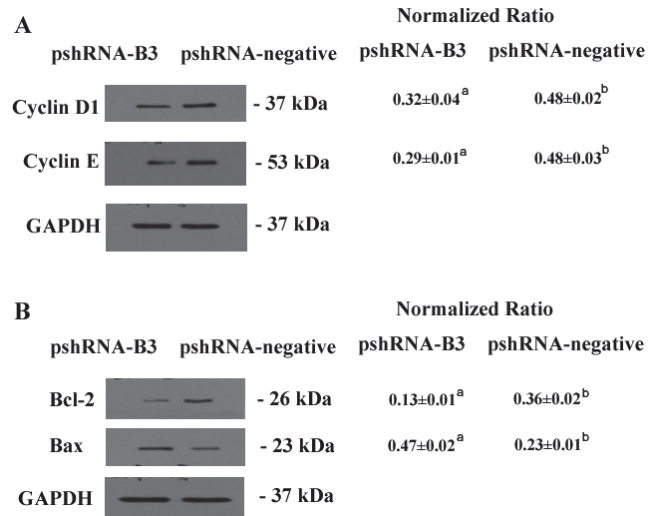 A
Normalized Ratio
pshRNA-B3 pshRNA-negative pshRNA-B3 pshRNA-negative
Cyclin D1 - 37 kDa 0.32±0.04a 0.48±0.02b
Cyclin E - 53 kDa 0.29±0.01a 0.48±0.03b
GAPDH - 37 kDa
B
Normalized Ratio
pshRNA-B3 pshRNA-negative pshRNA-B3 pshRNA-negative
Bcl-2 - 26 kDa 0.13±0.01a 0.36±0.02b
Bax - 23 kDa 0.47±0.02a 0.23±0.01b
GAPDH - 37 kDa